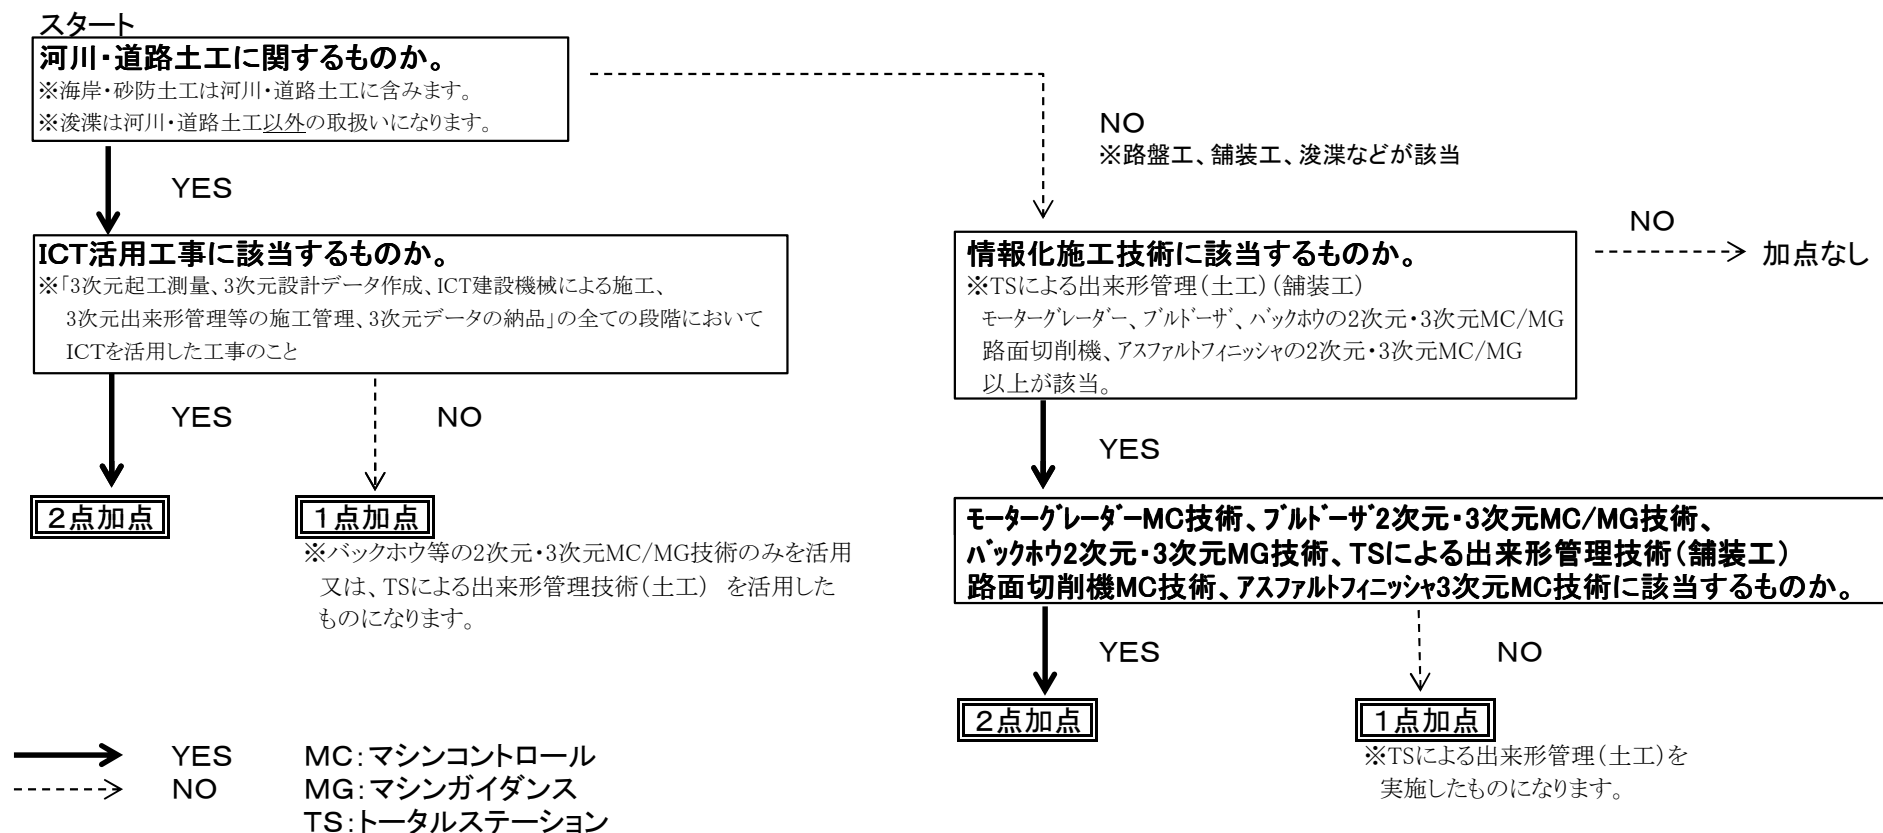 スタート
河川・道路土工に関するものか。
※海岸・砂防土工は河川・道路土工に含みます。
※浚渫は河川・道路土工以外の取扱いになります。
YES
NO
※路盤工、舗装工、浚渫などが該当
ICT活用工事に該当するものか。
※「3次元起工測量、3次元設計データ作成、ICT建設機械による施工、
3次元出来形管理等の施工管理、3次元データの納品」の全ての段階において
ICTを活用した工事のこと
YES
NO
2点加点
1点加点
※バックホウ等の2次元・3次元MC/MG技術のみを活用
又は、TSによる出来形管理技術(土工) を活用した
ものになります。
情報化施工技術に該当するものか。
※TSによる出来形管理(土工)(舗装工)
モーターグレーダー、ブルドーザ、バックホウの2次元・3次元MC/MG
路面切削機、アスファルトフィニッシャの2次元・3次元MC/MG
以上が該当。
NO
加点なし
YES
モーターグレーダーMC技術、ブルドーザ2次元・3次元MC/MG技術、
バックホウ2次元・3次元MG技術、TSによる出来形管理技術(舗装工)
路面切削機MC技術、アスファルトフィニッシャ3次元MC技術に該当するものか。
YES
NO
2点加点
1点加点
※TSによる出来形管理(土工)を
実施したものになります。
YES
NO
MC:マシンコントロール
MG:マシンガイダンス
TS:トータルステーション